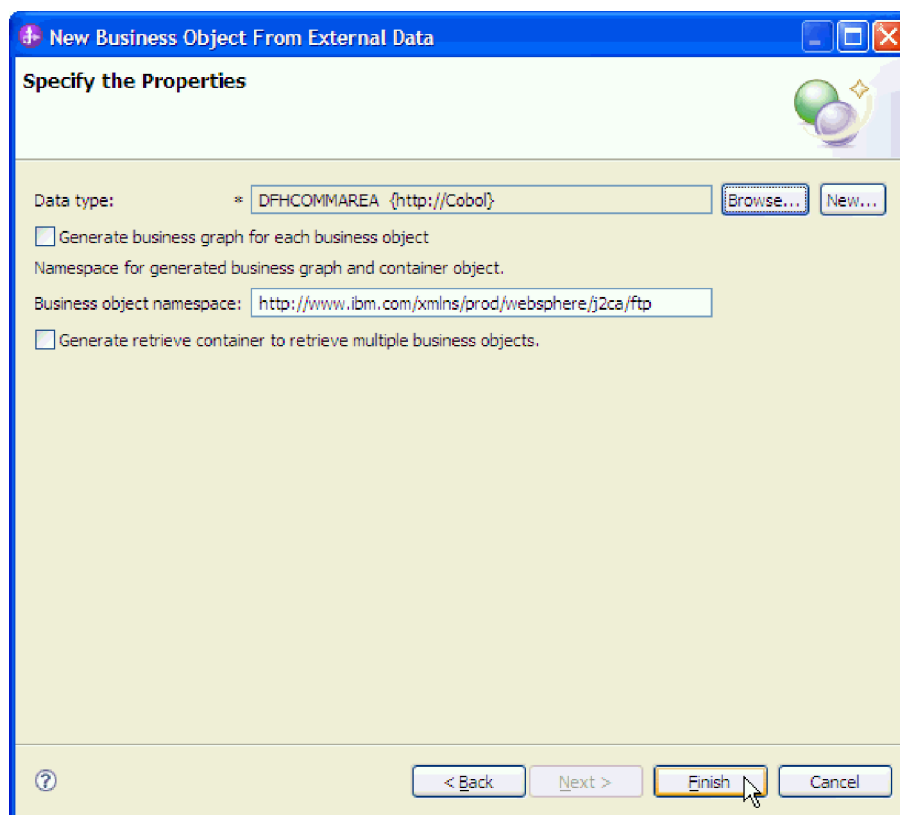 New Business Object From External Data
Specify the Properties
Data type: * DFHCOMMAREA {http://Cobol} Browse... New...
Generate business graph for each business object
Namespace for generated business graph and container object.
Business object namespace: http://www.ibm.com/xmlns/prod/websphere/j2ca/ftp
Generate retrieve container to retrieve multiple business objects.
? < Back Next > Finish Cancel